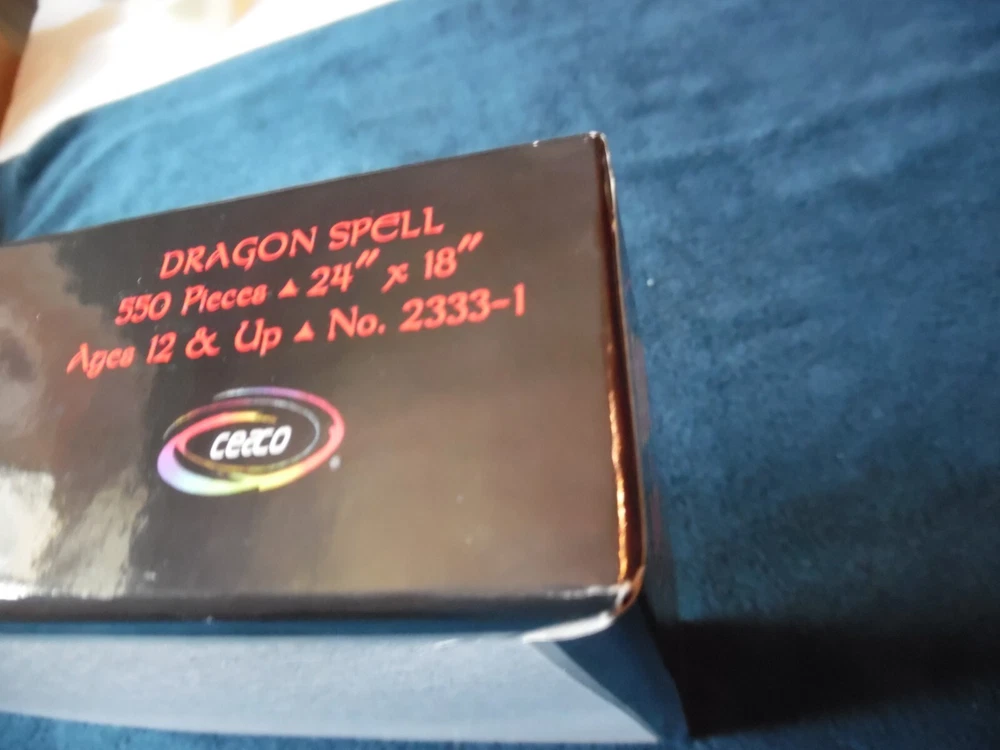 DRAGON SPELL
550 Pieces ▲ 24" x 18"
Ages 12 & Up ▲ No. 2333-1
ceaco